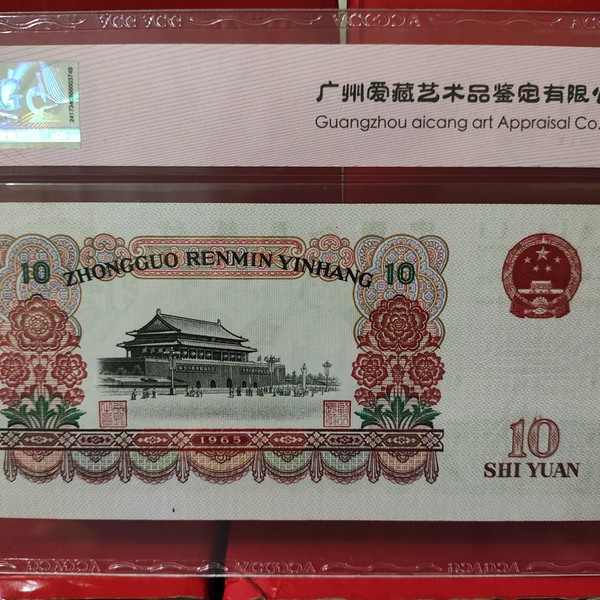 广州爱藏艺术品鉴定有限公
Guangzhou aicang art Appraisal Co.
10 ZHONGGUO RENMIN YINHANG 10
1965
10
SHI YUAN